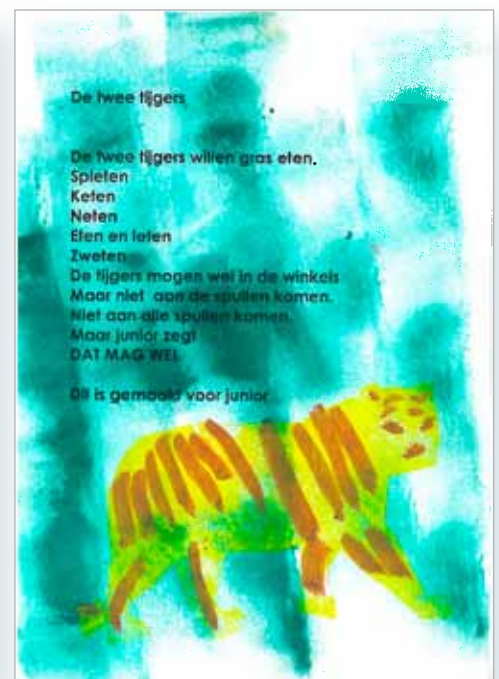 De twee tijgers
De twee tijgers willen gras eten.
Spleten
Keten
Neten
Eten en leten
Zweten
De tijgers mogen wel in de winkels
Maar niet aan de spullen komen.
Niet aan alle spullen komen.
Maar junior zegt
DAT MAG WEL
Dit is gemaakt voor junior